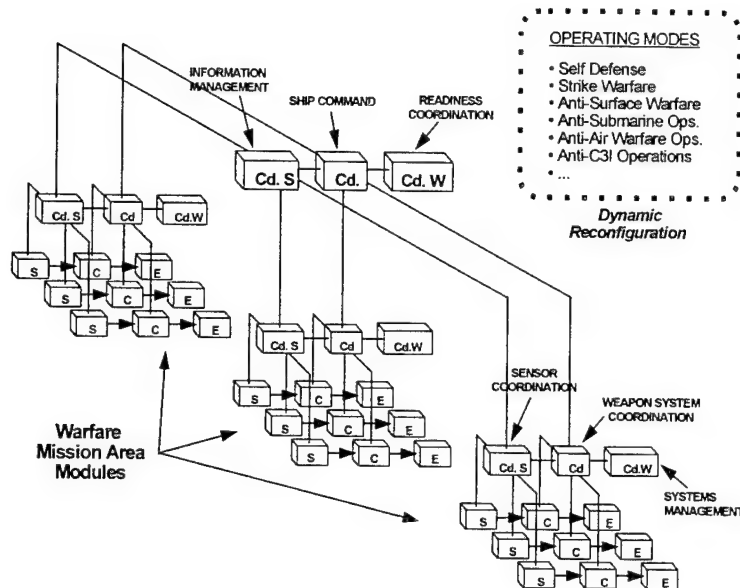 OPERATING MODES
• Self Defense
• Strike Warfare
• Anti-Surface Warfare
• Anti-Submarine Ops.
• Anti-Air Warfare Ops.
• Anti-C3I Operations
• ...
Dynamic
Reconfiguration
INFORMATION
MANAGEMENT
SHIP COMMAND
READINESS
COORDINATION
Cd. S
Cd.
Cd. W
Cd. S
Cd
Cd.W
S
C
E
S
C
E
S
C
E
Cd. S
Cd
Cd.W
S
C
E
S
C
E
S
C
E
Warfare
Mission Area
Modules
SENSOR
COORDINATION
WEAPON SYSTEM
COORDINATION
Cd. S
Cd
Cd.W
SYSTEMS
MANAGEMENT
S
C
E
S
C
E
S
C
E